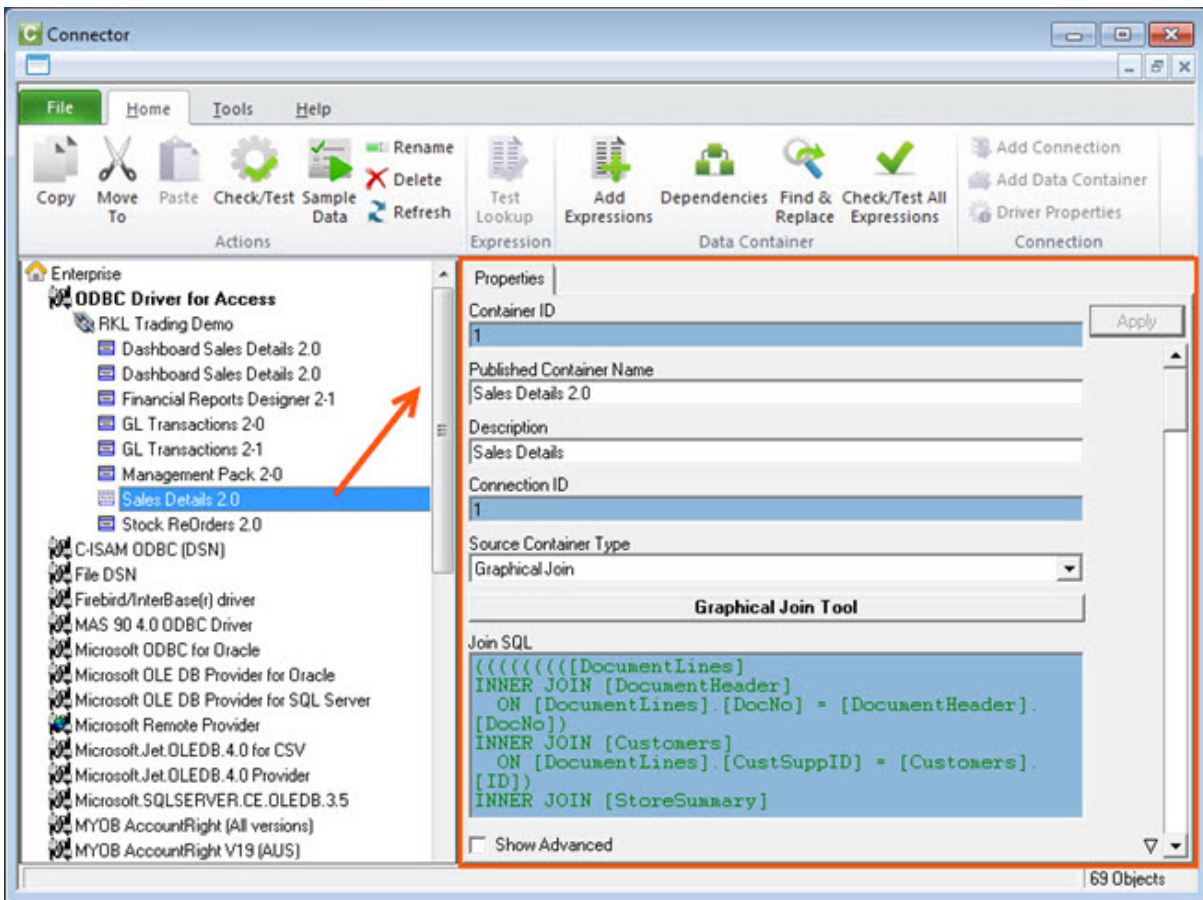 Connector
File Home Tools Help
Copy
Move To
Paste
Check/Test
Sample Data
Rename
Delete
Refresh
Actions
Test Lookup
Expression
Add Expressions
Dependencies
Find & Replace
Check/Test All Expressions
Data Container
Add Connection
Add Data Container
Driver Properties
Connection
Enterprise
ODBC Driver for Access
RKL Trading Demo
Dashboard Sales Details 2.0
Dashboard Sales Details 2.0
Financial Reports Designer 2-1
GL Transactions 2-0
GL Transactions 2-1
Management Pack 2-0
Sales Details 2.0
Stock ReOrders 2.0
C-ISAM ODBC (DSN)
File DSN
Firebird/InterBase(r) driver
MAS 90 4.0 ODBC Driver
Microsoft ODBC for Oracle
Microsoft OLE DB Provider for Oracle
Microsoft OLE DB Provider for SQL Server
Microsoft Remote Provider
Microsoft.Jet.OLEDB.4.0 for CSV
Microsoft.Jet.OLEDB.4.0 Provider
Microsoft.SQLSERVER.CE.OLEDB.3.5
MYOB AccountRight (All versions)
MYOB AccountRight V19 (AUS)
Properties
Container ID
1
Apply
Published Container Name
Sales Details 2.0
Description
Sales Details
Connection ID
1
Source Container Type
Graphical Join
Graphical Join Tool
Join SQL
((((((((([DocumentLines]
INNER JOIN [DocumentHeader]
ON [DocumentLines].[DocNo] = [DocumentHeader].
[DocNo])
INNER JOIN [Customers]
ON [DocumentLines].[CustSuppID] = [Customers].
[ID])
INNER JOIN [StoreSummary]
Show Advanced
69 Objects